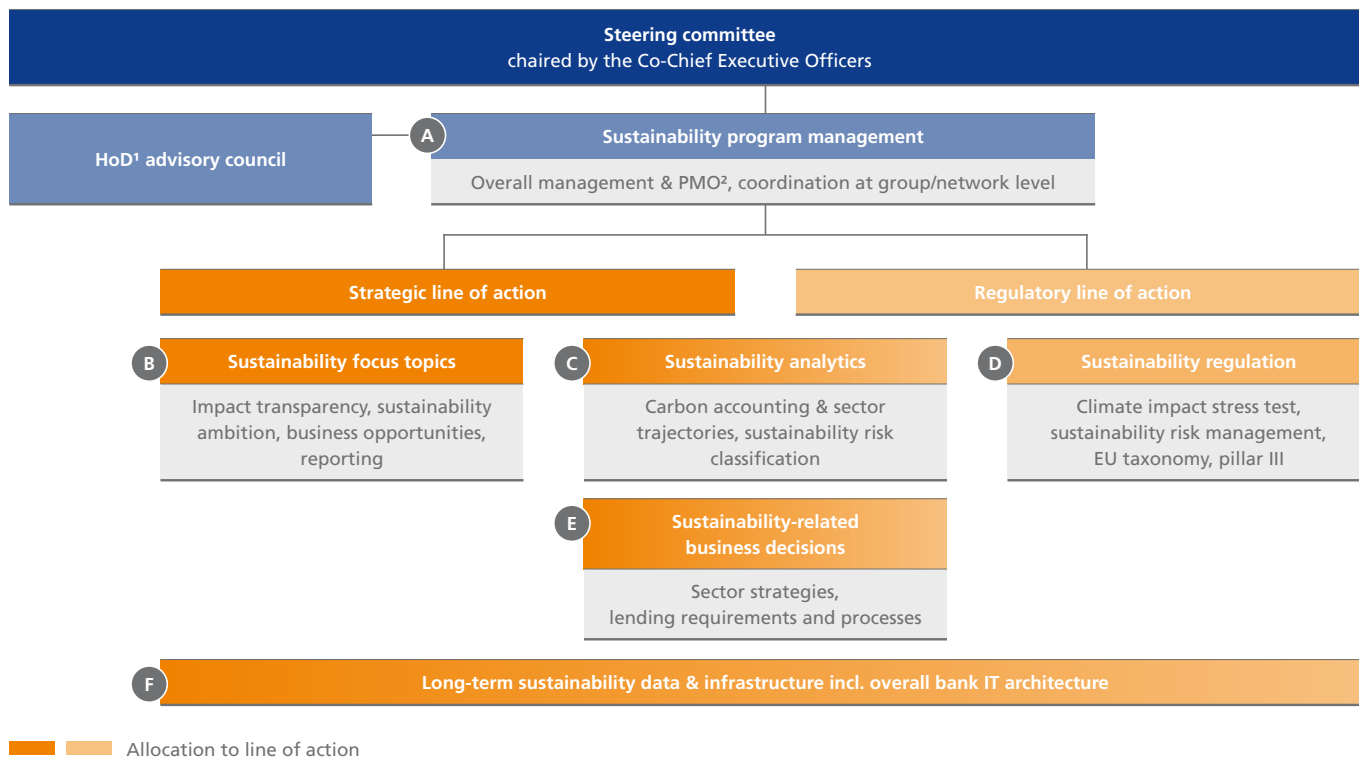 Steering committee
chaired by the Co-Chief Executive Officers
HoD¹ advisory council
A
Sustainability program management
Overall management & PMO², coordination at group/network level
Strategic line of action
Regulatory line of action
B
Sustainability focus topics
Impact transparency, sustainability
ambition, business opportunities,
reporting
C
Sustainability analytics
Carbon accounting & sector
trajectories, sustainability risk
classification
D
Sustainability regulation
Climate impact stress test,
sustainability risk management,
EU taxonomy, pillar III
E
Sustainability-related
business decisions
Sector strategies,
lending requirements and processes
F
Long-term sustainability data & infrastructure incl. overall bank IT architecture
Allocation to line of action